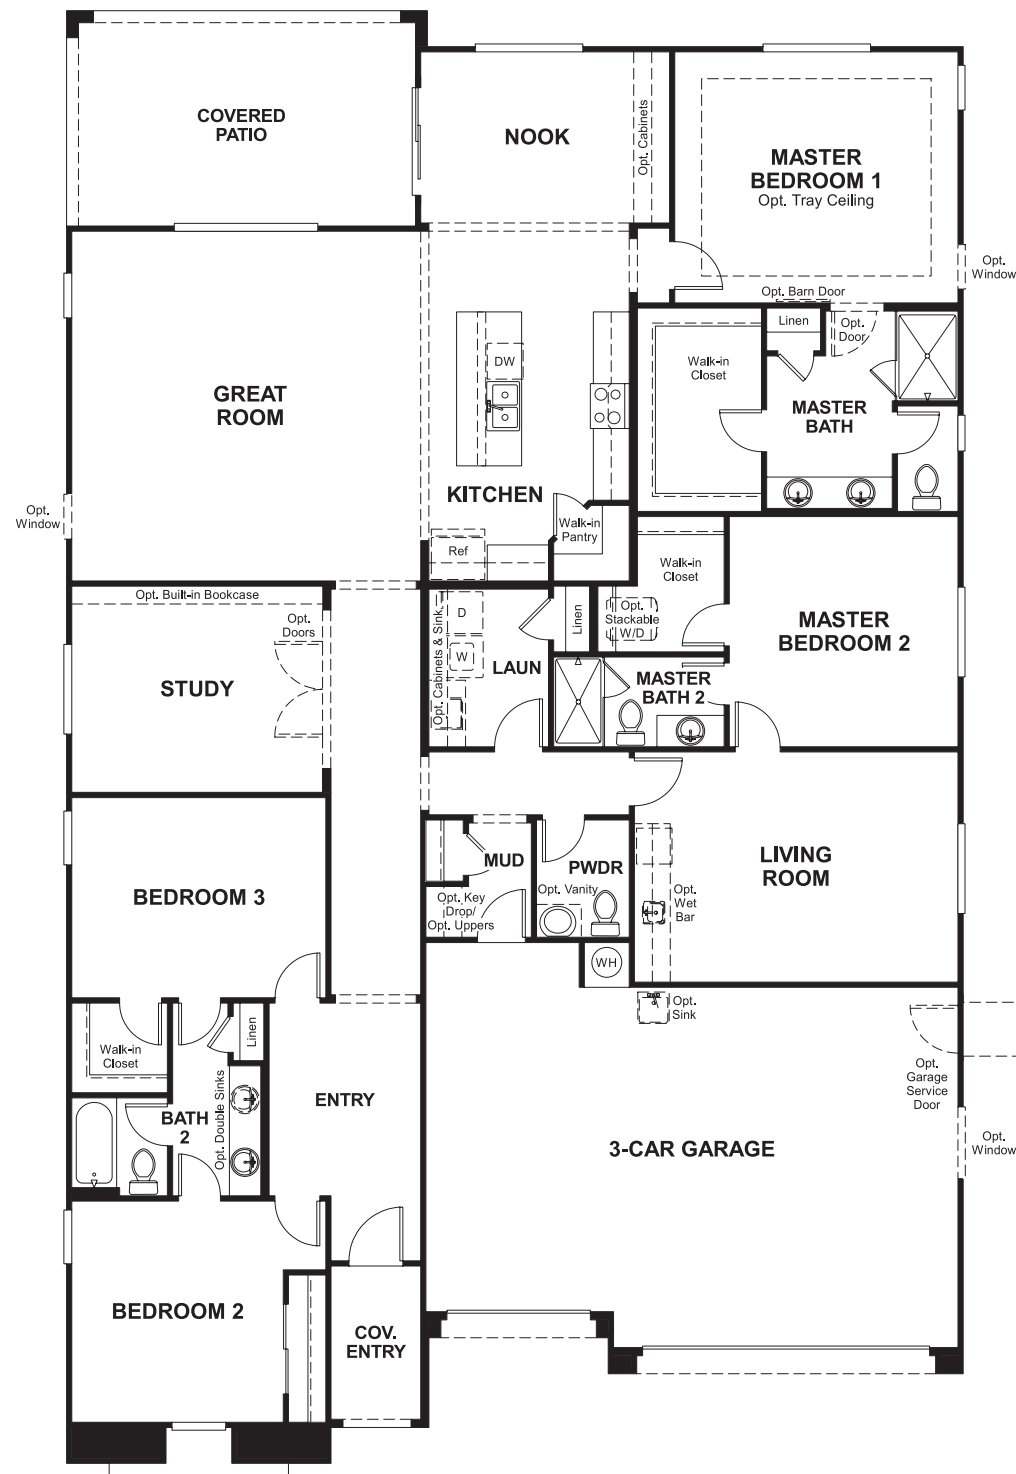 COVERED
PATIO
NOOK
Opt. Cabinets
MASTER
BEDROOM 1
Opt. Tray Ceiling
Opt.
Window
Opt. Barn Door
Linen
Opt.
Door
Walk-in
Closet
MASTER
BATH
DW
GREAT
ROOM
KITCHEN
Opt.
Window
Walk-in
Pantry
Ref
Walk-in
Closet
Opt. Built-in Bookcase
Opt.
Doors
STUDY
Opt. Cabinets & Sink
D
W
LAUN
Linen
Opt.
Stackable
W/D
MASTER
BATH 2
MASTER
BEDROOM 2
BEDROOM 3
MUD
Opt. Key
Drop/
Opt. Uppers
PWDR
Opt. Vanity
LIVING
ROOM
Opt.
Wet
Bar
WH
Opt.
Sink
Walk-in
Closet
Linen
Opt. Double Sinks
BATH
2
ENTRY
3-CAR GARAGE
Opt.
Garage
Service
Door
Opt.
Window
BEDROOM 2
COV.
ENTRY